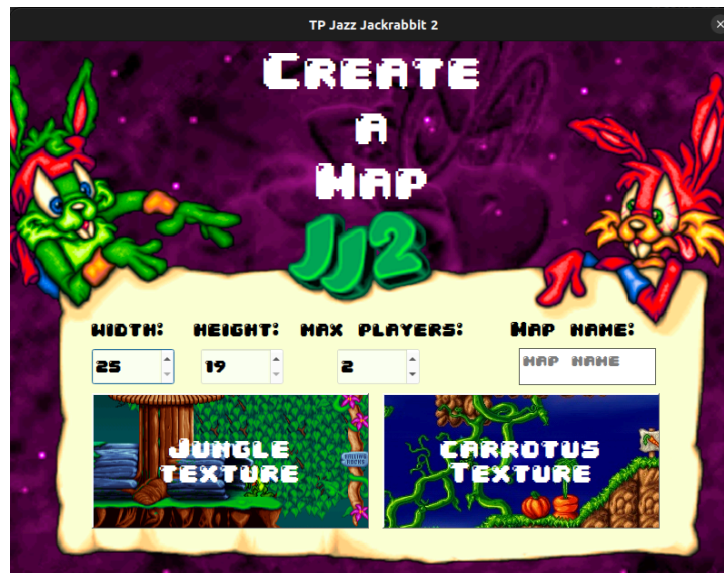 TP Jazz Jackrabbit 2
CREATE
A
MAP
JJ2
WIDTH: HEIGHT: MAX PLAYERS: MAP NAME:
25 19 2 MAP NAME
JUNGLE TEXTURE
CARROTUS TEXTURE